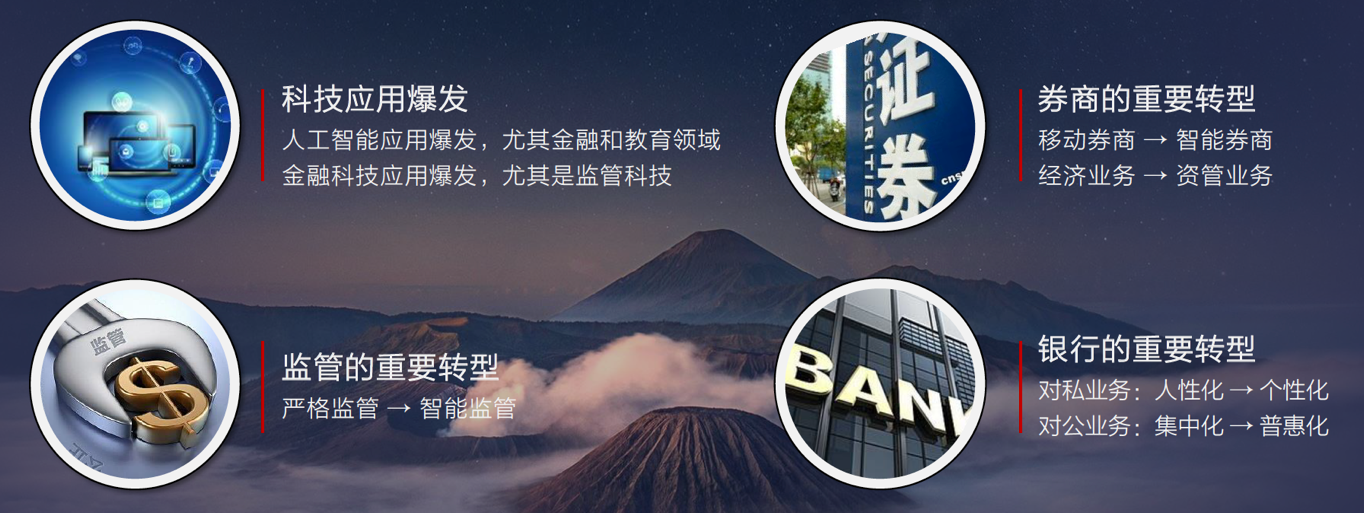 科技应用爆发
人工智能应用爆发，尤其金融和教育领域
金融科技应用爆发，尤其是监管科技
证券
SECURITIES
cns
券商的重要转型
移动券商 → 智能券商
经济业务 → 资管业务
监管
监管的重要转型
严格监管 → 智能监管
BANK
银行的重要转型
对私业务：人性化 → 个性化
对公业务：集中化 → 普惠化